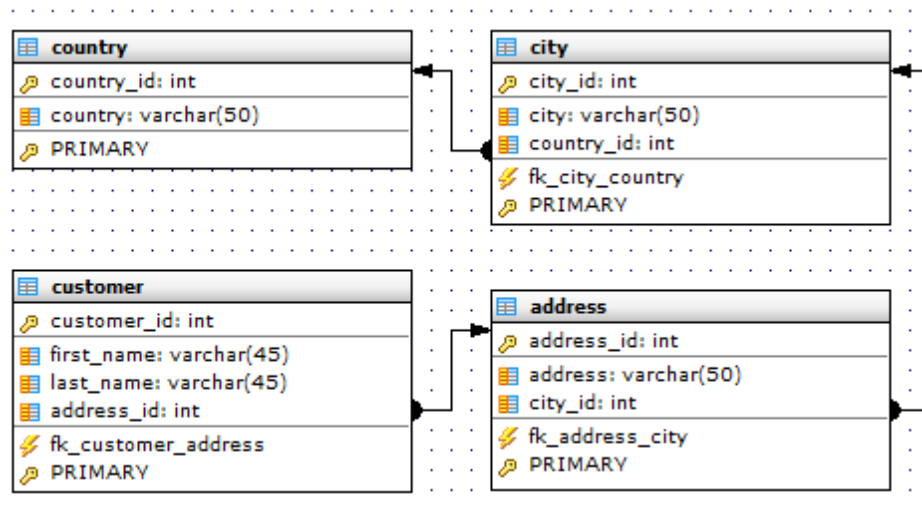 country
country_id: int
country: varchar(50)
PRIMARY
city
city_id: int
city: varchar(50)
country_id: int
fk_city_country
PRIMARY
customer
customer_id: int
first_name: varchar(45)
last_name: varchar(45)
address_id: int
fk_customer_address
PRIMARY
address
address_id: int
address: varchar(50)
city_id: int
fk_address_city
PRIMARY